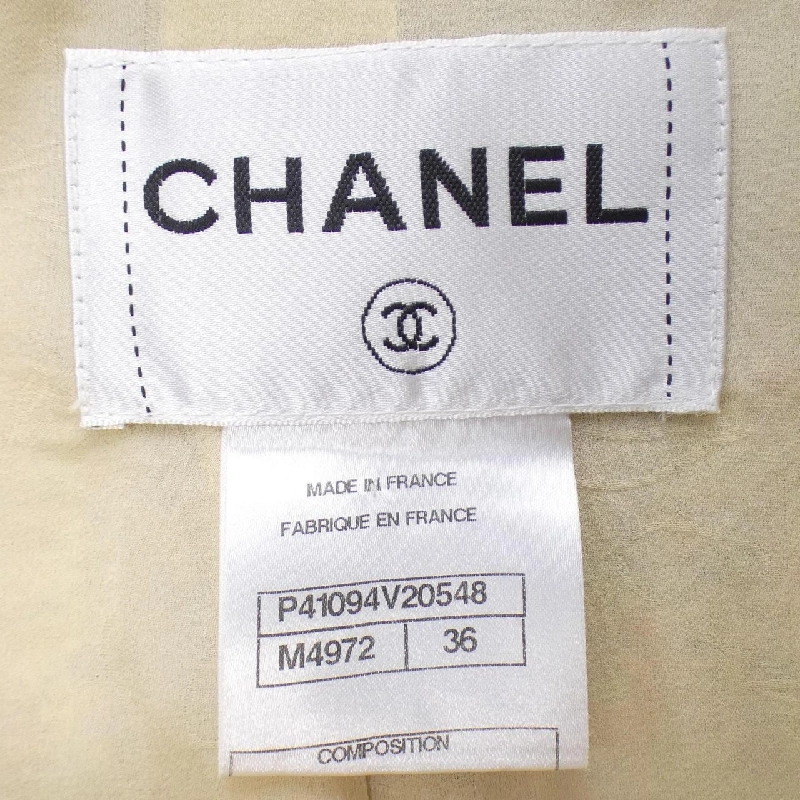 CHANEL
MADE IN FRANCE
FABRIQUE EN FRANCE
P41094V20548
M4972 36
COMPOSITION